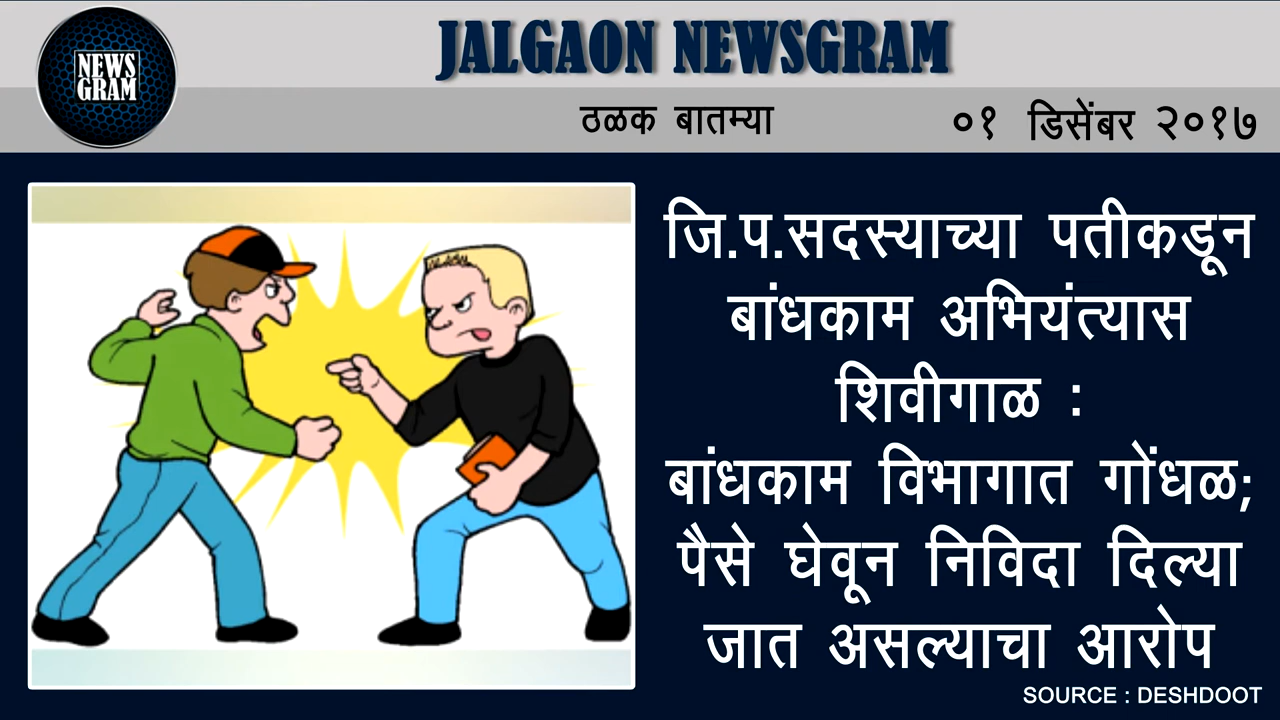 NEWS
GRAM
JALGAON NEWSGRAM
ठळक बातम्या
०१ डिसेंबर २०१७
जि.प.सदस्याच्या पतीकडून
बांधकाम अभियंत्यास
शिवीगाळ :
बांधकाम विभागात गोंधळ;
पैसे घेवून निविदा दिल्या
जात असल्याचा आरोप
SOURCE : DESHDOOT